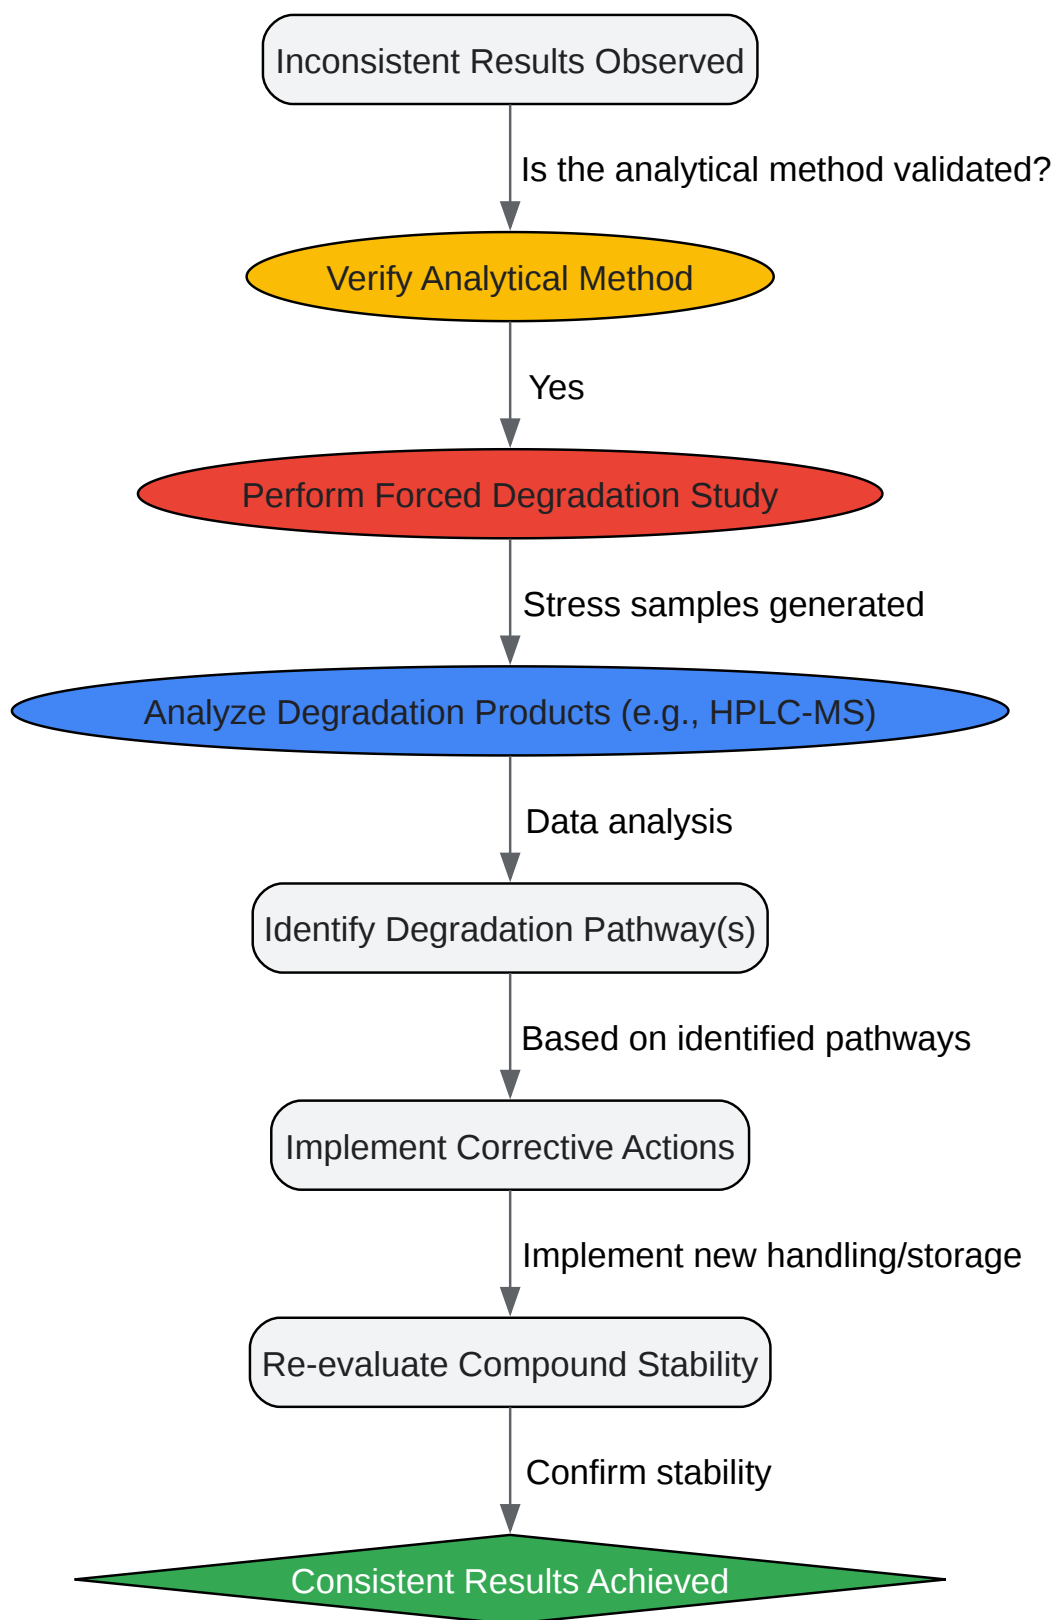 Inconsistent Results Observed
Is the analytical method validated?
Verify Analytical Method
Yes
Perform Forced Degradation Study
Stress samples generated
Analyze Degradation Products (e.g., HPLC-MS)
Data analysis
Identify Degradation Pathway(s)
Based on identified pathways
Implement Corrective Actions
Implement new handling/storage
Re-evaluate Compound Stability
Confirm stability
Consistent Results Achieved